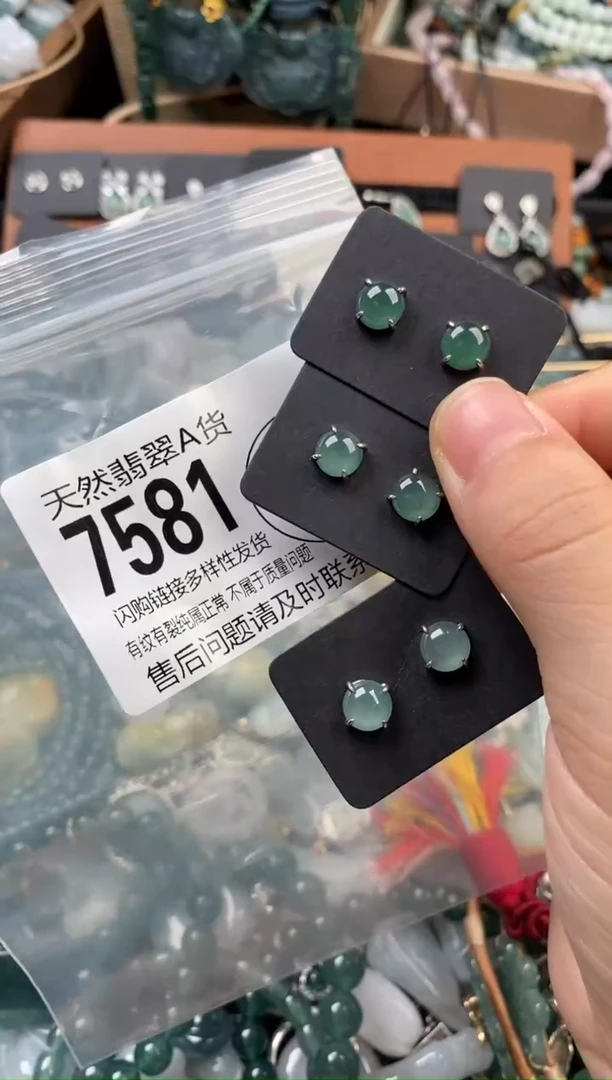 天然翡翠A货
7581
闪购链接多样性发货
有纹有裂纯属正常 不属于质量问题
售后问题请及时联系